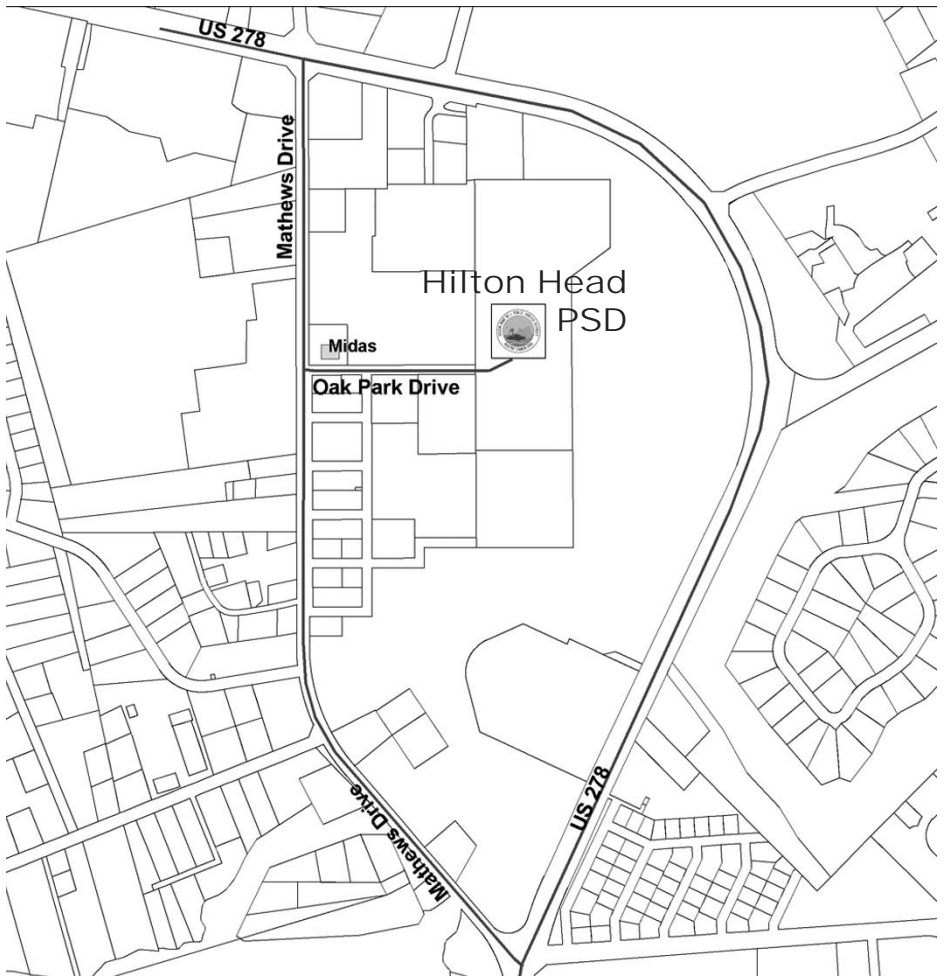 US 278
Mathews Drive
Hilton Head
PSD
Midas
Oak Park Drive
US 278
Mathews Drive